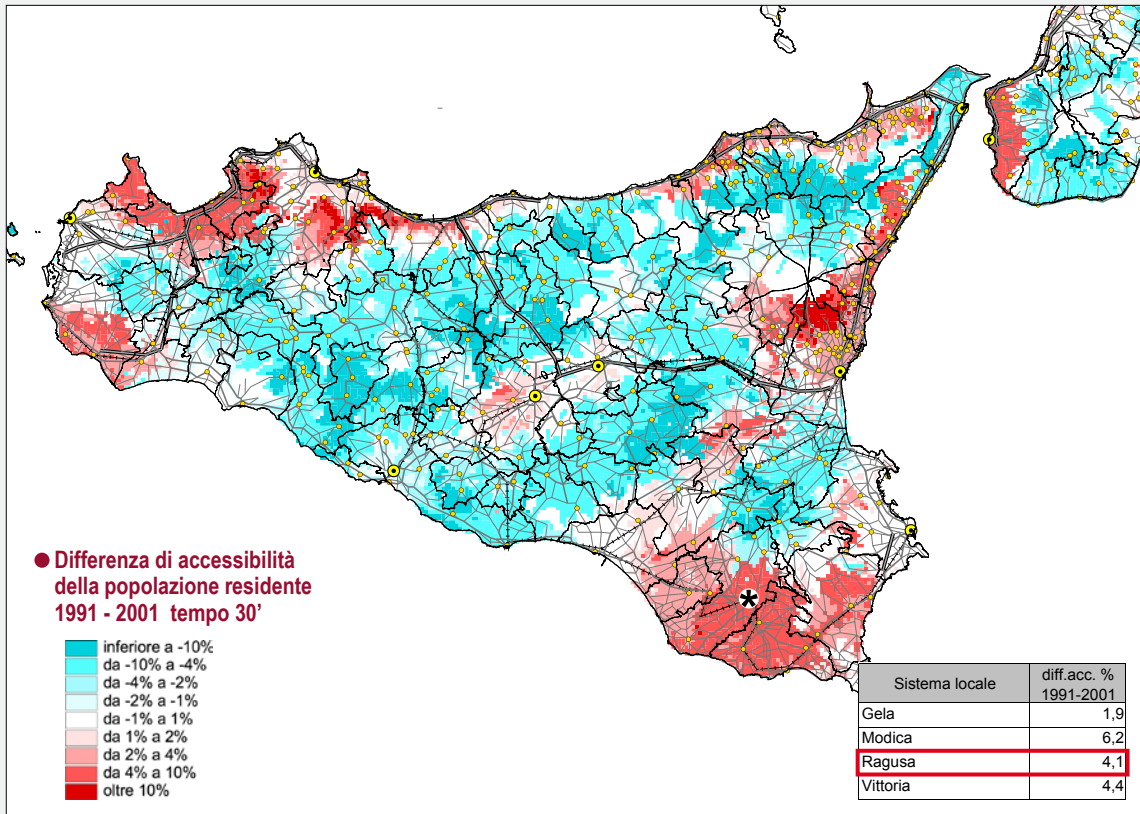 ● Differenza di accessibilità
della popolazione residente
1991 - 2001 tempo 30'
inferiore a -10%
da -10% a -4%
da -4% a -2%
da -2% a -1%
da -1% a 1%
da 1% a 2%
da 2% a 4%
da 4% a 10%
oltre 10%
*
Sistema locale diff.acc. %
1991-2001
Gela 1,9
Modica 6,2
Ragusa 4,1
Vittoria 4,4